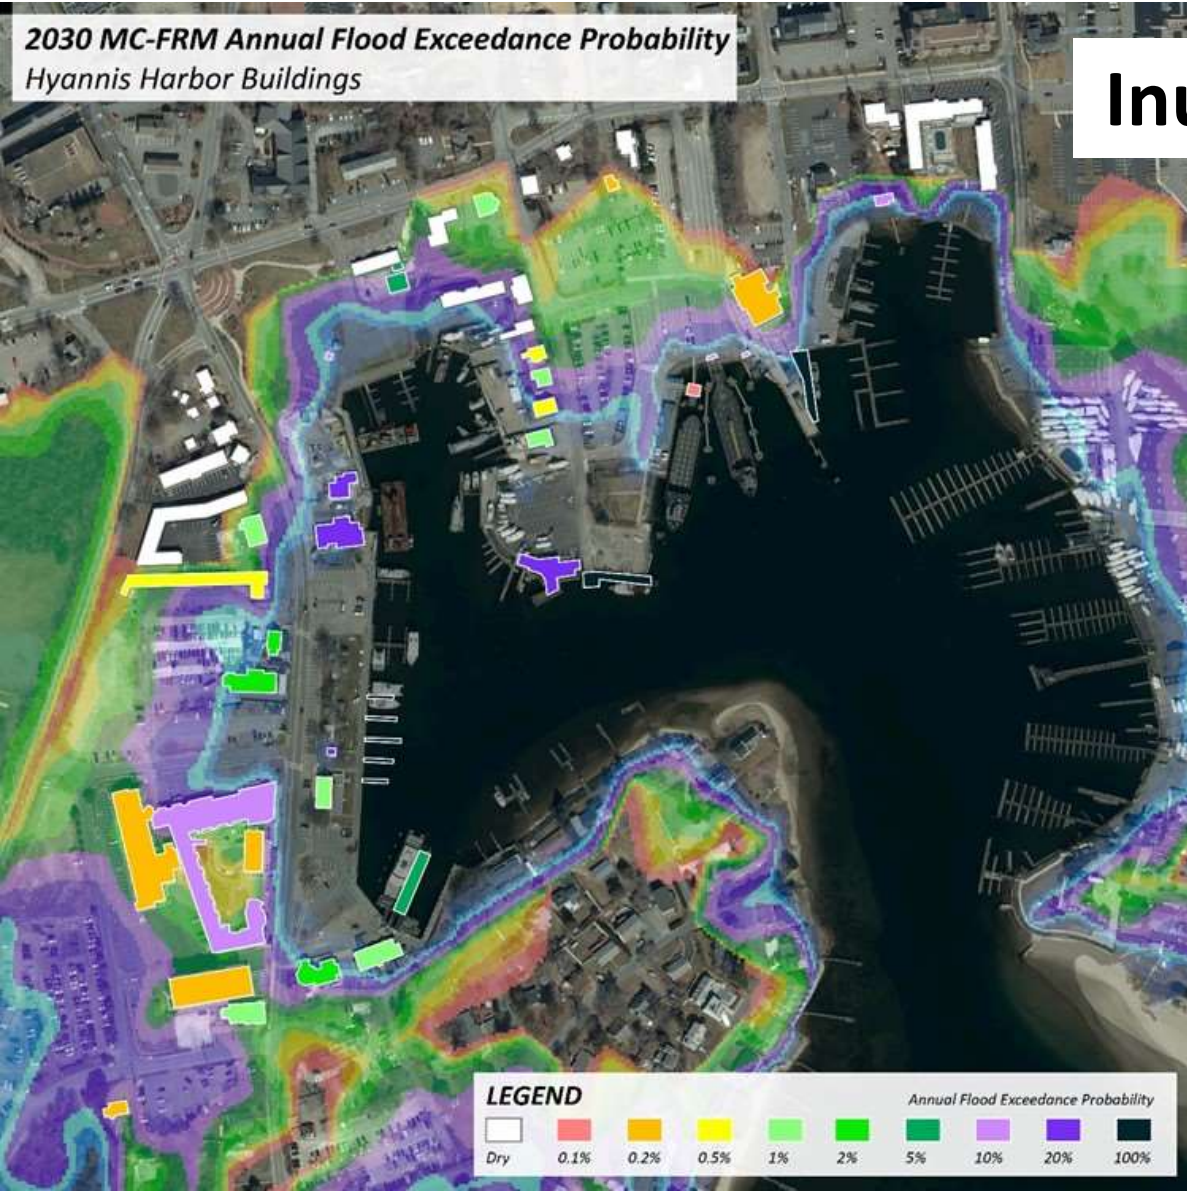 2030 MC-FRM Annual Flood Exceedance Probability
Hyannis Harbor Buildings
LEGEND
Annual Flood Exceedance Probability
Dry 0.1% 0.2% 0.5% 1% 2% 5% 10% 20% 100%